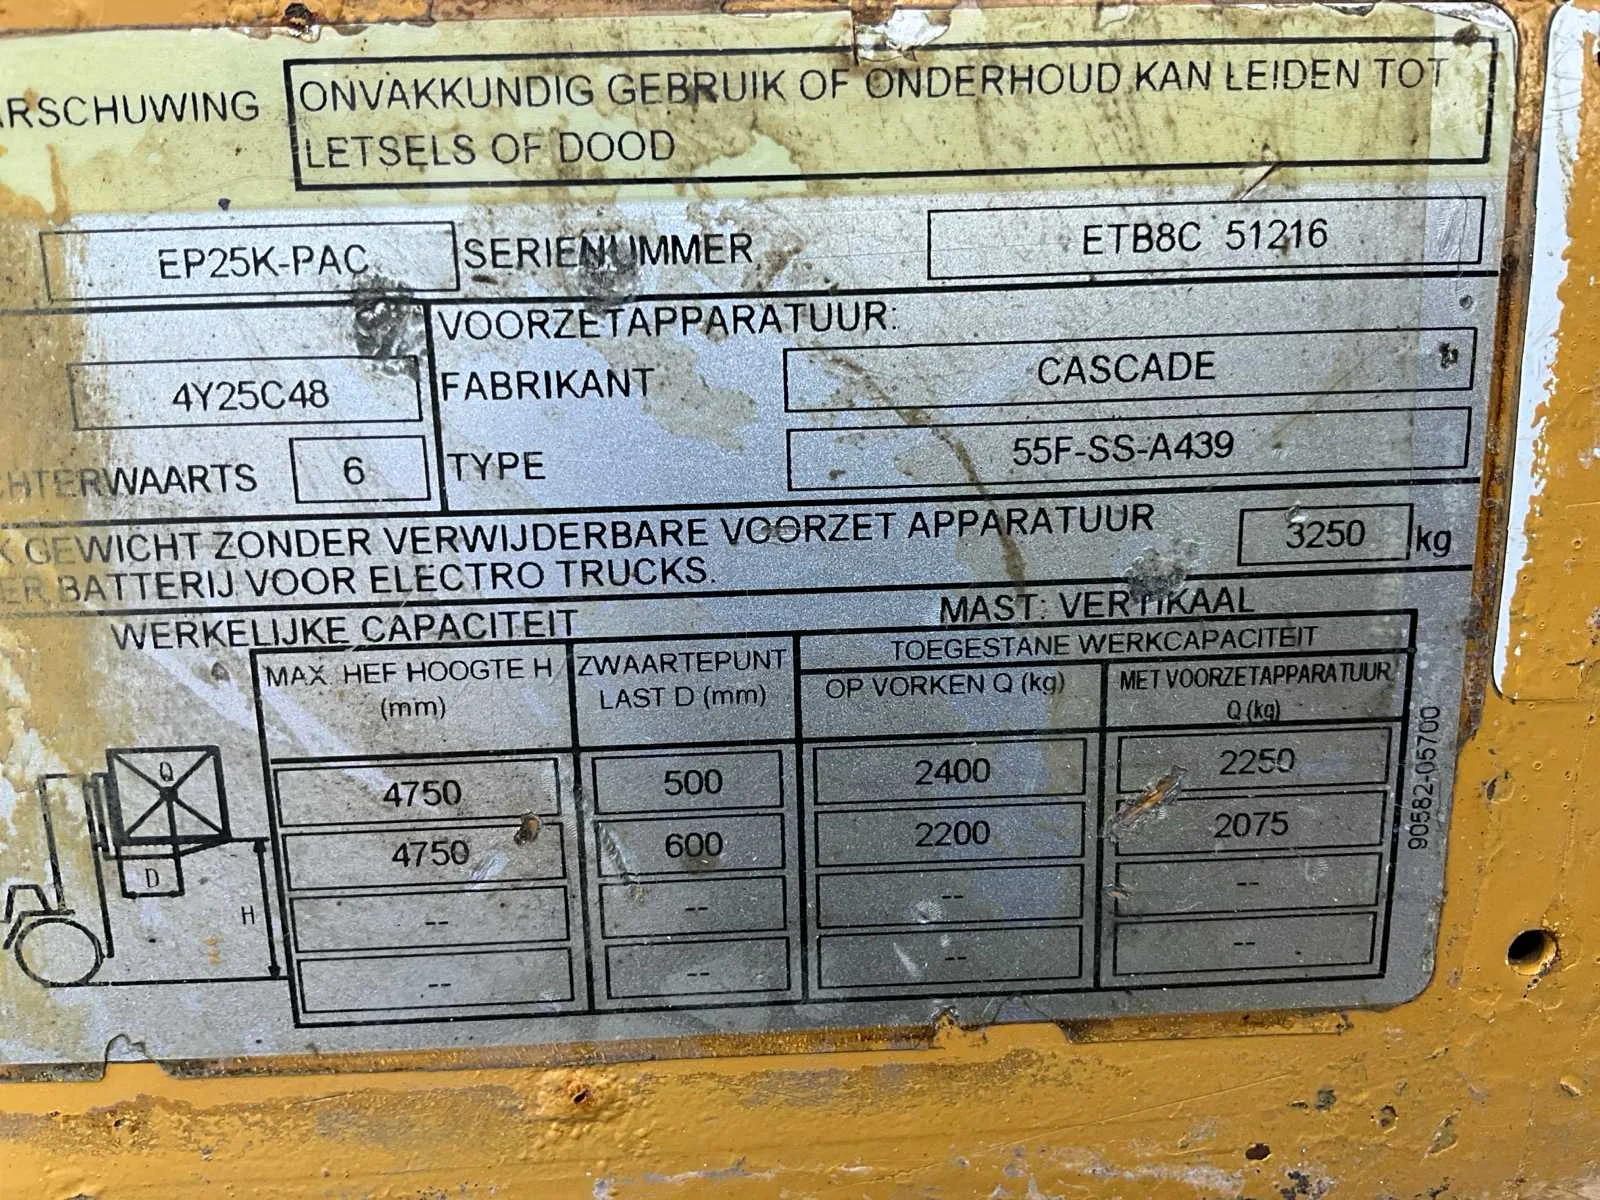 ARSCHUWING ONVAKKUNDIG GEBRUIK OF ONDERHOUD KAN LEIDEN TOT
LETSELS OF DOOD
EP25K-PAC SERIENUMMER ETB8C 51216
VOORZETAPPARATUUR:
4Y25C48 FABRIKANT CASCADE
CHTERWAARTS 6 TYPE 55F-SS-A439
K GEWICHT ZONDER VERWIJDERBARE VOORZET APPARATUUR 3250 kg
ER BATTERIJ VOOR ELECTRO TRUCKS.
WERKELIJKE CAPACITEIT MAST: VERTIKAAL
TOEGESTANE WERKCAPACITEIT
MAX. HEF HOOGTE H ZWAARTEPUNT OP VORKEN Q (kg) MET VOORZETAPPARATUUR
(mm) LAST D (mm) Q (kg)
4750 500 2400 2250
4750 600 2200 2075
-- -- -- --
-- -- -- --
Q
D
H
90582-05700